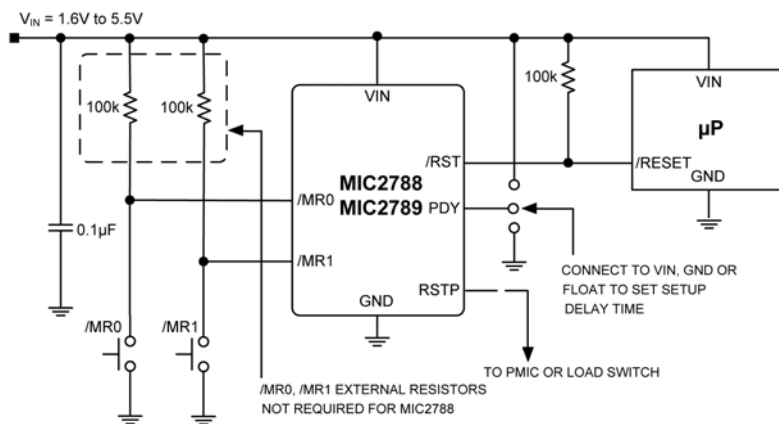 V_IN = 1.6V to 5.5V
100k
100k
VIN
100k
VIN
µP
/RST
/RESET
GND
MIC2788
MIC2789
/MR0
PDY
0.1µF
/MR1
RSTP
GND
CONNECT TO VIN, GND OR
FLOAT TO SET SETUP
DELAY TIME
/MR0
/MR1
TO PMIC OR LOAD SWITCH
/MR0, /MR1 EXTERNAL RESISTORS
NOT REQUIRED FOR MIC2788